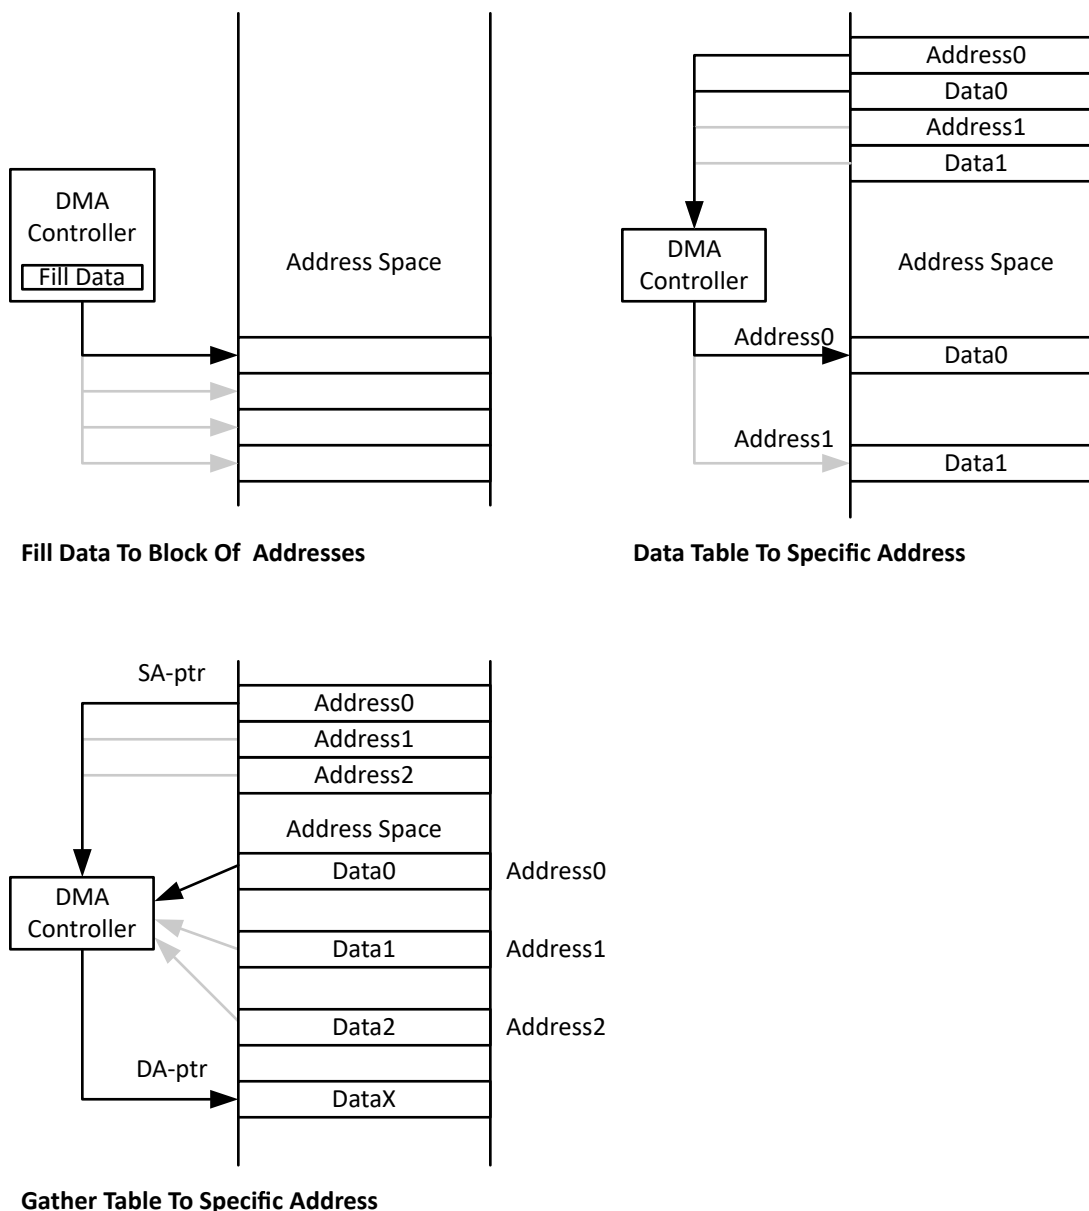 DMA
Controller
Fill Data
Address Space
Fill Data To Block Of Addresses
Address0
Data0
Address1
Data1
DMA
Controller
Address Space
Address0
Data0
Address1
Data1
Data Table To Specific Address
SA-ptr
Address0
Address1
Address2
Address Space
DMA
Controller
Data0
Address0
Data1
Address1
Data2
Address2
DA-ptr
DataX
Gather Table To Specific Address